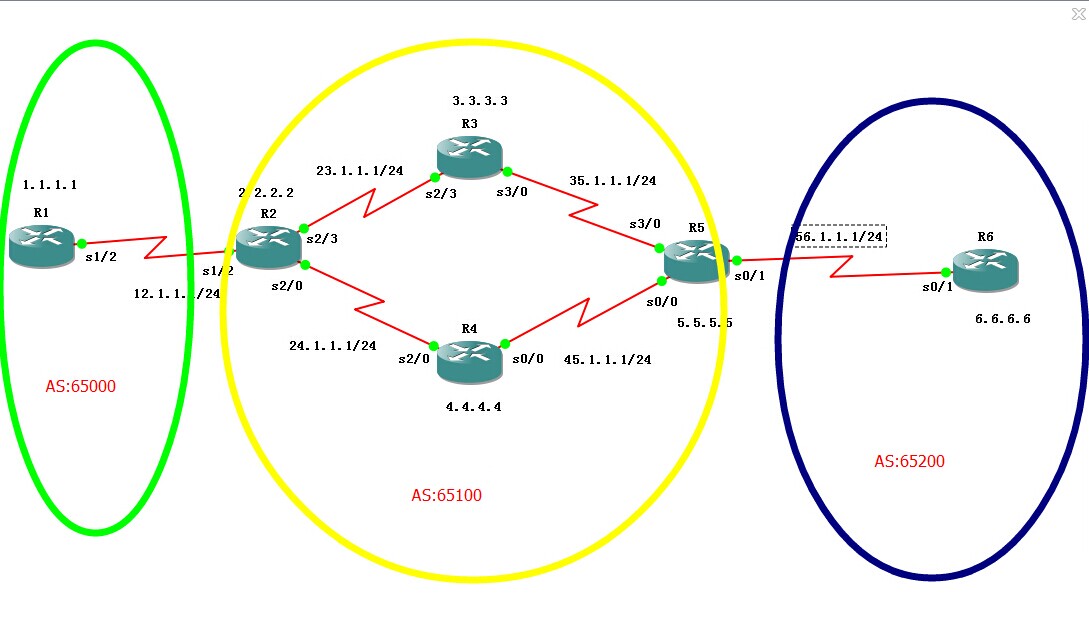 3.3.3.3
R3
23.1.1.1/24
s2/3
s3/0
35.1.1.1/24
1.1.1.1
R1
s1/2
2.2.2.2
R2
s2/3
s1/2
s2/0
12.1.1.1/24
s3/0
R5
s0/1
s0/0
5.5.5.5
56.1.1.1/24
R6
s0/1
6.6.6.6
24.1.1.1/24
R4
s2/0
s0/0
45.1.1.1/24
4.4.4.4
AS:65000
AS:65100
AS:65200